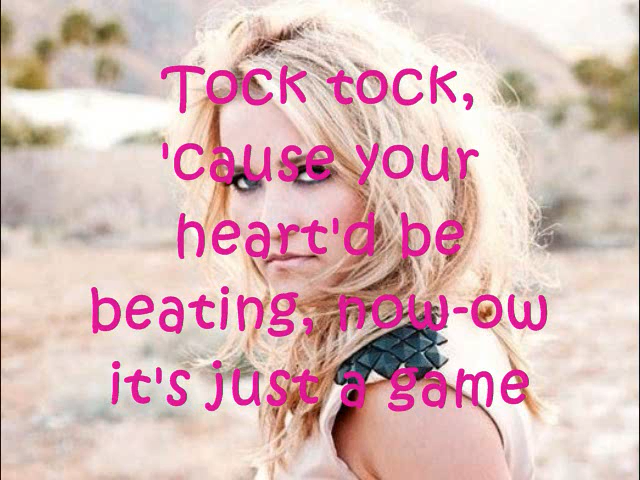 Tock tock,
'cause your
heart'd be
beating, now-ow
it's just a game